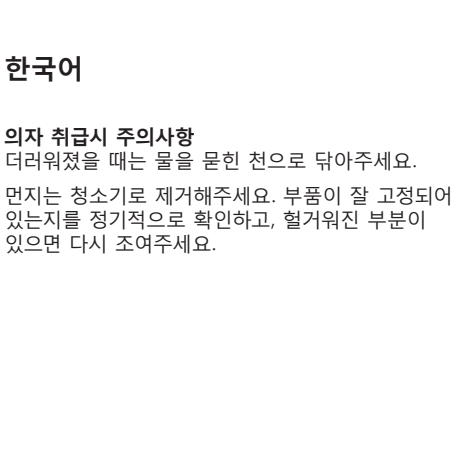 한국어
의자 취급시 주의사항
더러워졌을 때는 물을 묻힌 천으로 닦아주세요.
먼지는 청소기로 제거해주세요. 부품이 잘 고정되어
있는지를 정기적으로 확인하고, 헐거워진 부분이
있으면 다시 조여주세요.